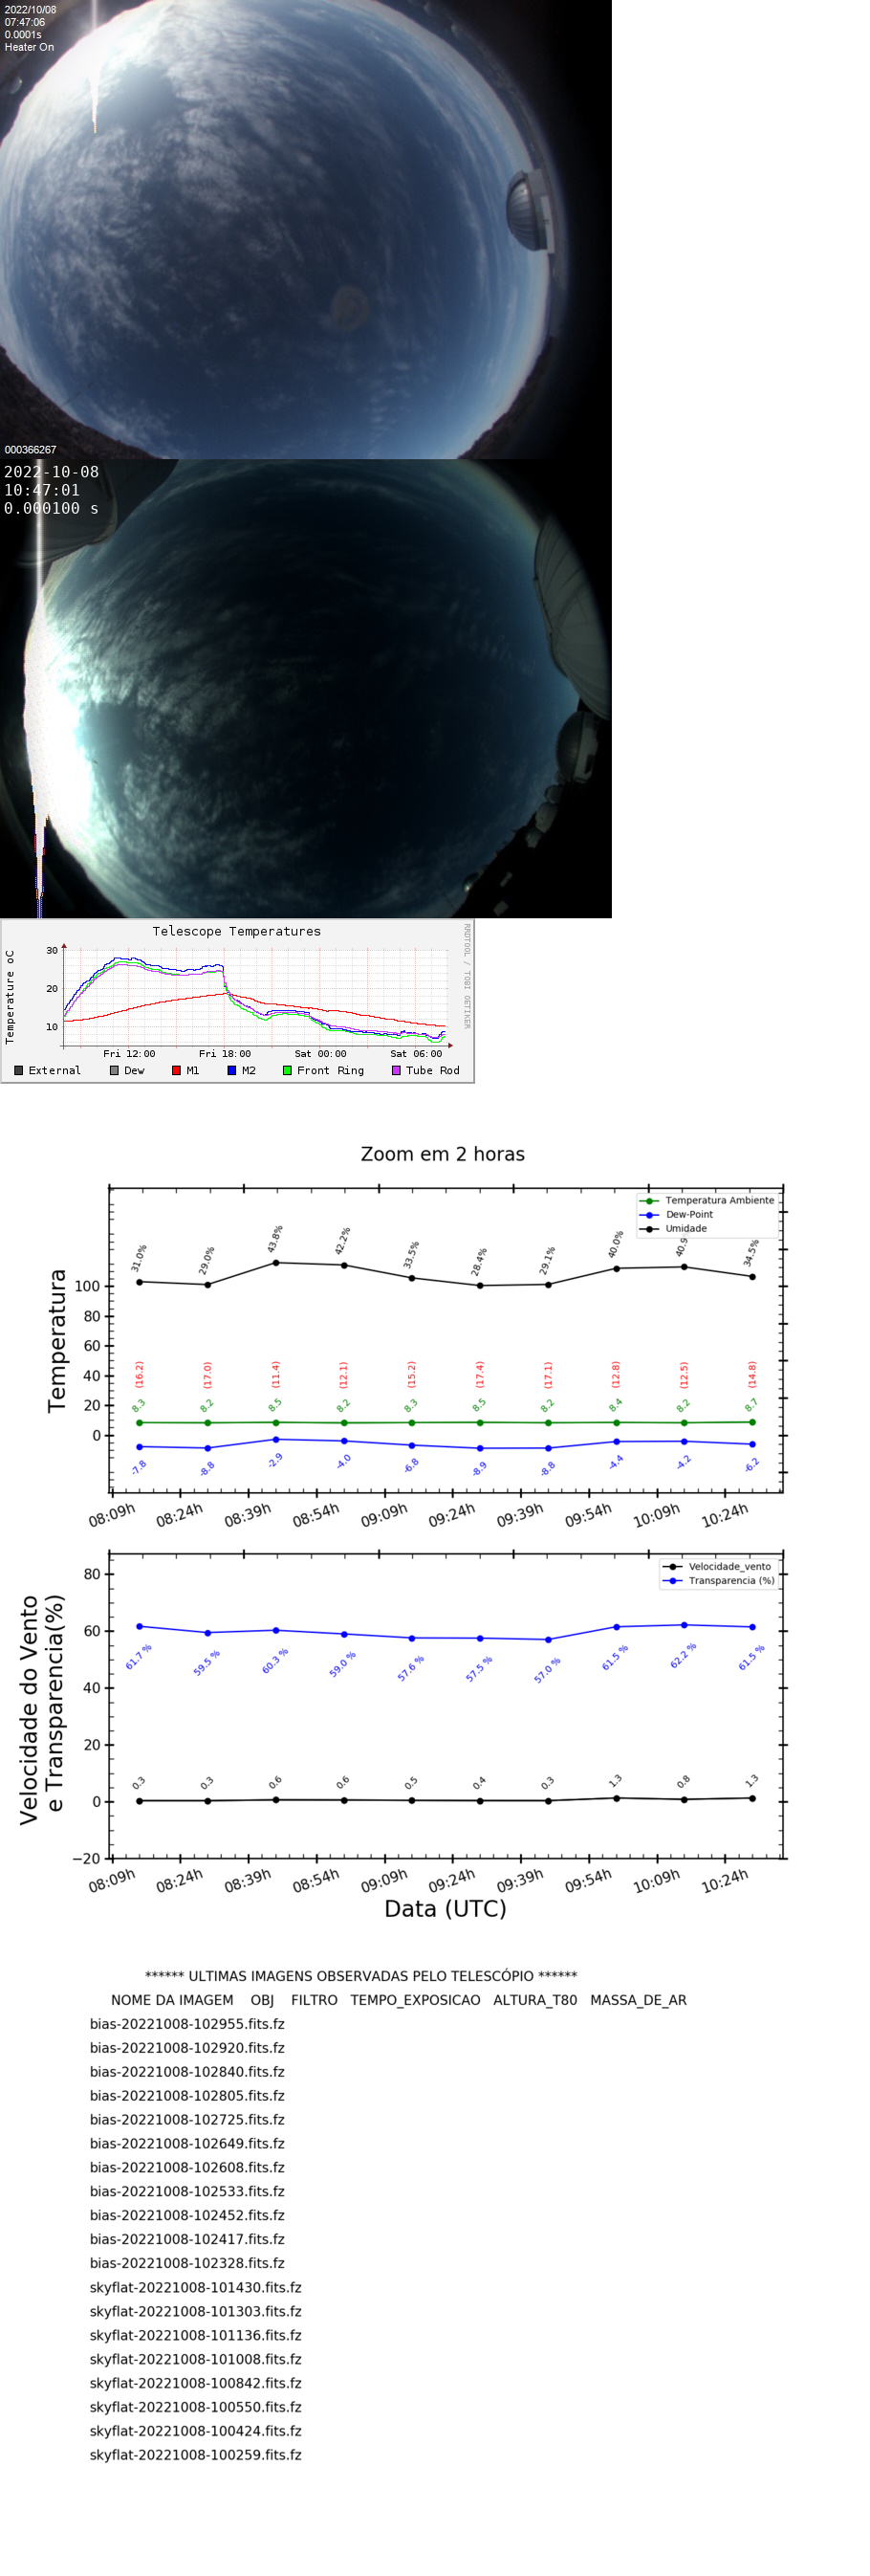 2022/10/08
07:47:06
0.0001s
Heater On
000366267
2022-10-08
10:47:01
0.000100 s
Telescope Temperatures
RRDTOOL / TOBI OETIKER
Temperature oC
30
20
10
Fri 12:00 Fri 18:00 Sat 00:00 Sat 06:00
External Dew M1 M2 Front Ring Tube Rod
Zoom em 2 horas
Temperatura Ambiente
Dew-Point
Umidade
Temperatura
31.0% 29.0% 43.8% 42.2% 33.5% 28.4% 29.1% 40.0% 40.9 34.5%
100
80
60
40
20
0
(16.2) (17.0) (11.4) (12.1) (15.2) (17.4) (17.1) (12.8) (12.5) (14.8)
8.3 8.2 8.5 8.2 8.3 8.5 8.2 8.4 8.2 8.7
-7.8 -8.8 -2.9 -4.0 -6.8 -8.9 -8.8 -4.4 -4.2 -6.2
08:09h 08:24h 08:39h 08:54h 09:09h 09:24h 09:39h 09:54h 10:09h 10:24h
Velocidade_vento
Transparencia (%)
Velocidade do Vento
e Transparencia(%)
80
60
40
20
0
−20
61.7 % 59.5 % 60.3 % 59.0 % 57.6 % 57.5 % 57.0 % 61.5 % 62.2 % 61.5 %
0.3 0.3 0.6 0.6 0.5 0.4 0.3 1.3 0.8 1.3
08:09h 08:24h 08:39h 08:54h 09:09h 09:24h 09:39h 09:54h 10:09h 10:24h
Data (UTC)
****** ULTIMAS IMAGENS OBSERVADAS PELO TELESCÓPIO ******
NOME DA IMAGEM OBJ FILTRO TEMPO_EXPOSICAO ALTURA_T80 MASSA_DE_AR
bias-20221008-102955.fits.fz
bias-20221008-102920.fits.fz
bias-20221008-102840.fits.fz
bias-20221008-102805.fits.fz
bias-20221008-102725.fits.fz
bias-20221008-102649.fits.fz
bias-20221008-102608.fits.fz
bias-20221008-102533.fits.fz
bias-20221008-102452.fits.fz
bias-20221008-102417.fits.fz
bias-20221008-102328.fits.fz
skyflat-20221008-101430.fits.fz
skyflat-20221008-101303.fits.fz
skyflat-20221008-101136.fits.fz
skyflat-20221008-101008.fits.fz
skyflat-20221008-100842.fits.fz
skyflat-20221008-100550.fits.fz
skyflat-20221008-100424.fits.fz
skyflat-20221008-100259.fits.fz